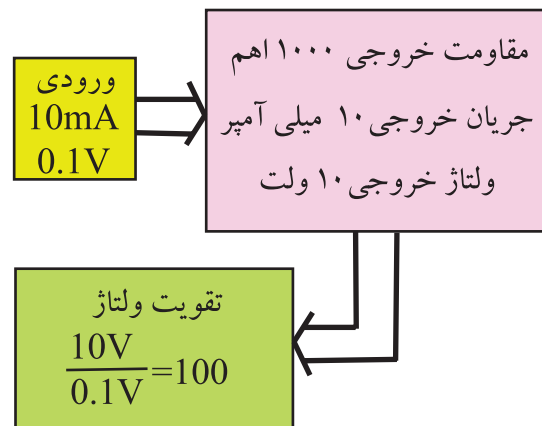 ورودی
10mA
0.1V
مقاومت خروجی ۱۰۰۰ اهم
جریان خروجی ۱۰ میلی آمپر
ولتاژ خروجی ۱۰ ولت
تقویت ولتاژ
10V
0.1V
=100